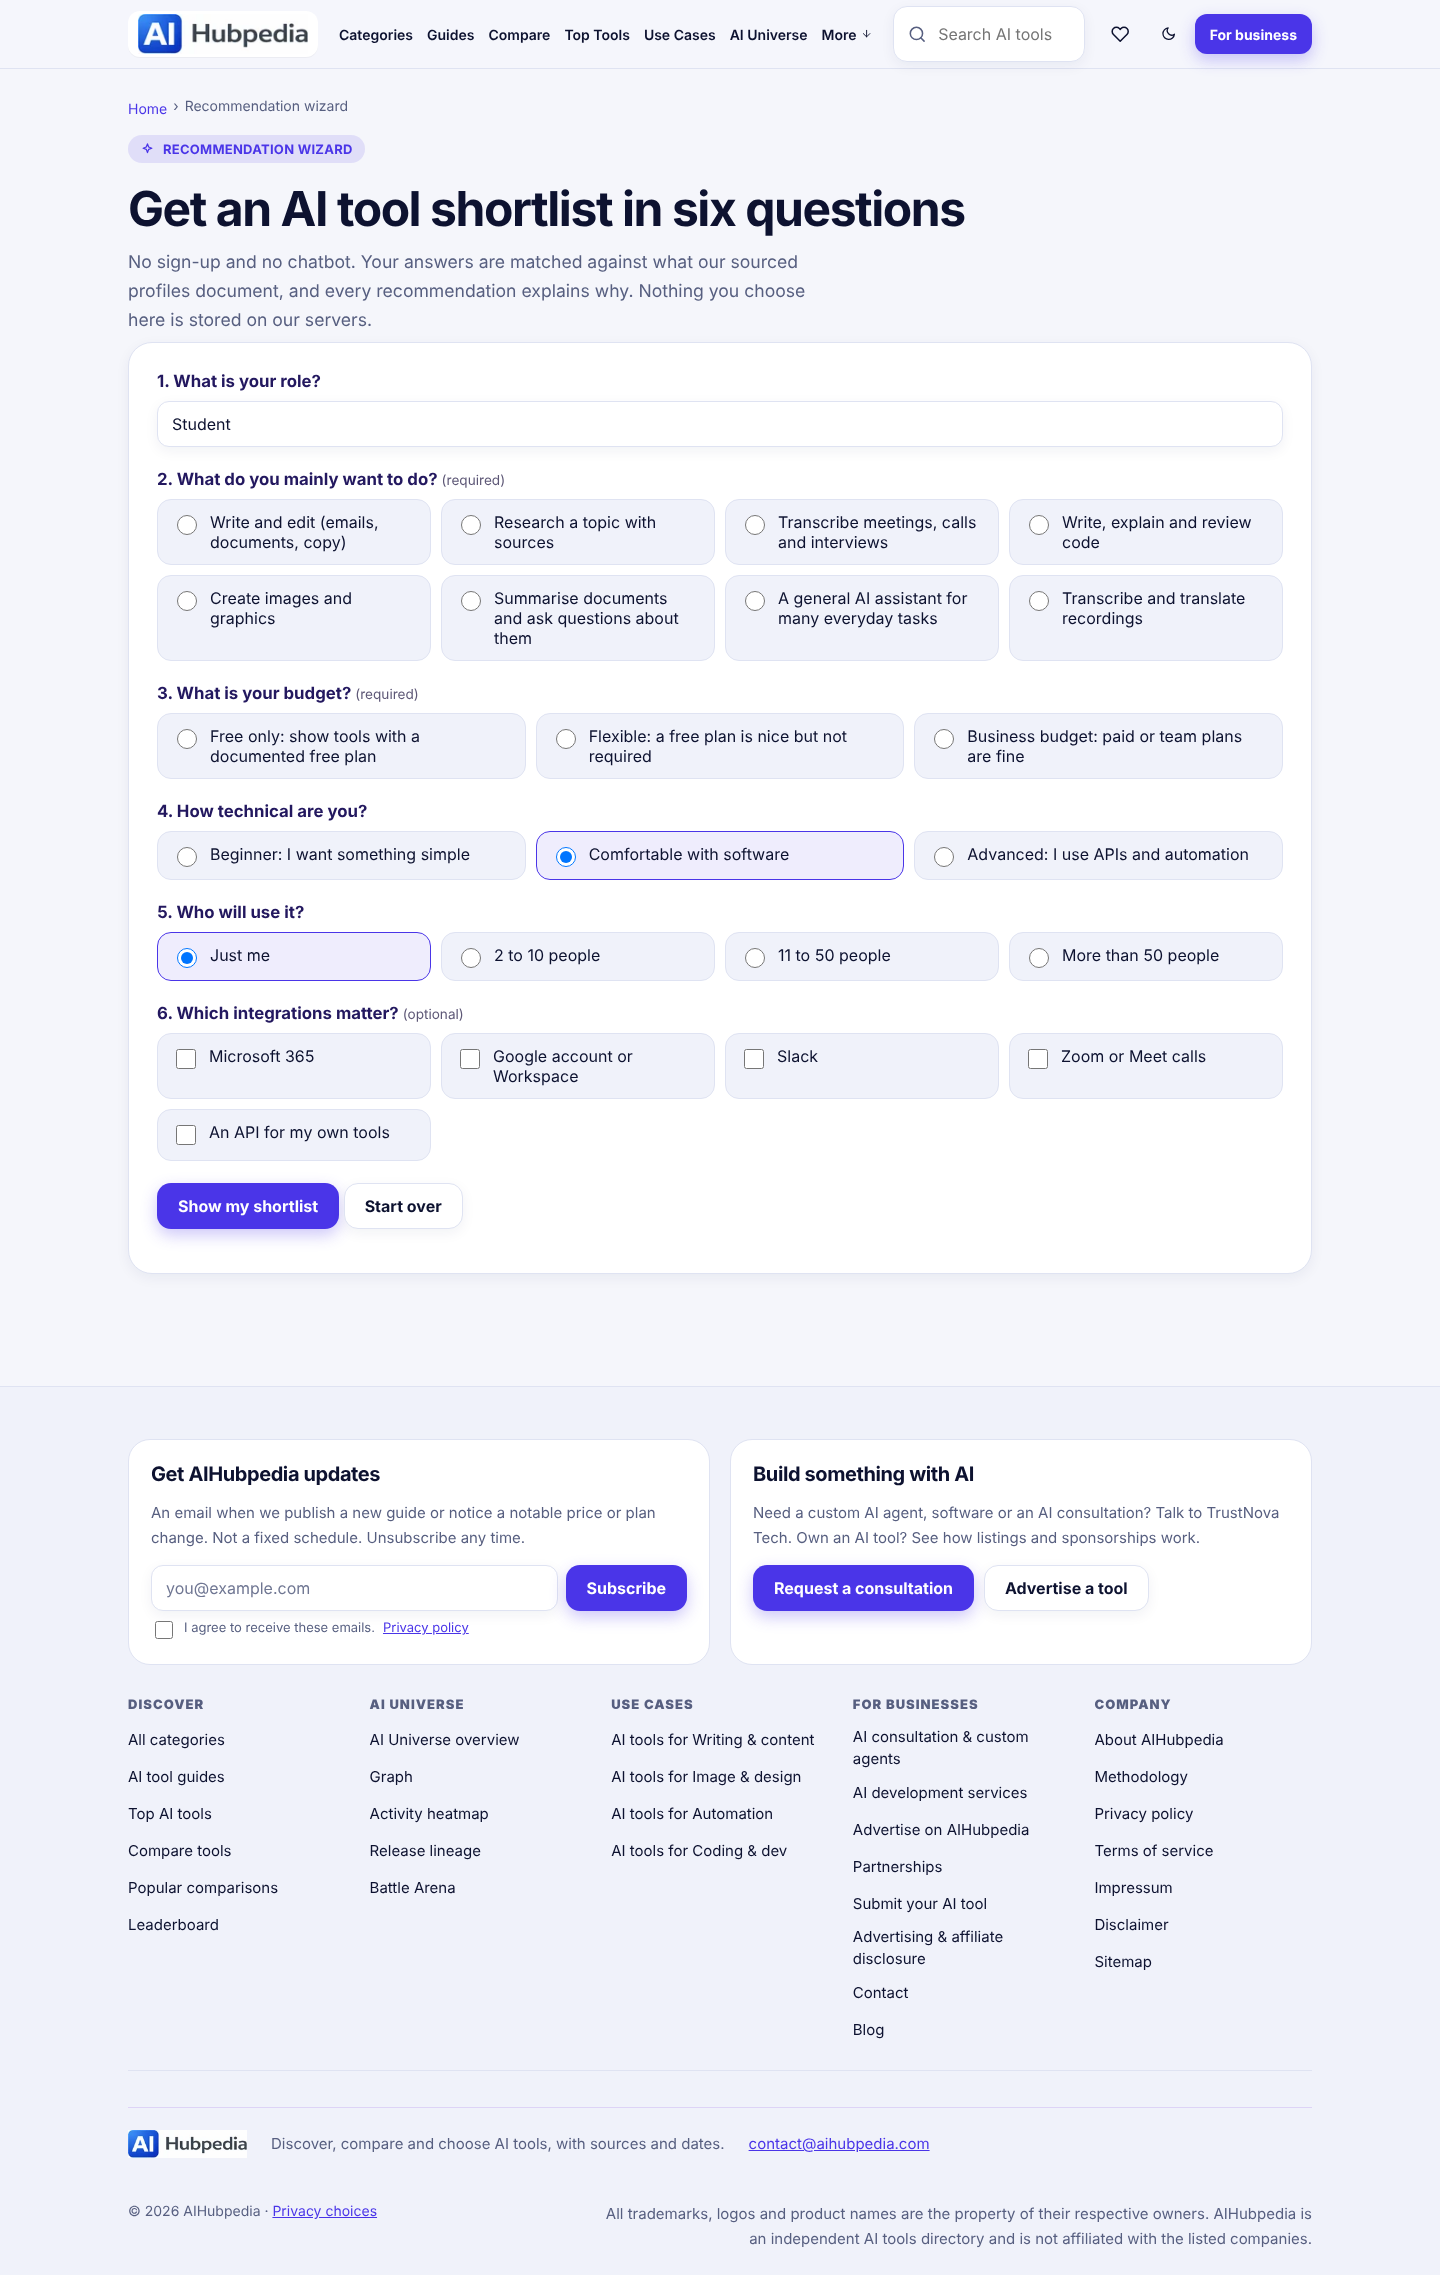 AI Hubpedia
Categories
Guides
Compare
Top Tools
Use Cases
AI Universe
More ↓
Search AI tools
For business
Home › Recommendation wizard
RECOMMENDATION WIZARD
Get an AI tool shortlist in six questions
No sign-up and no chatbot. Your answers are matched against what our sourced
profiles document, and every recommendation explains why. Nothing you choose
here is stored on our servers.
1. What is your role?
Student
2. What do you mainly want to do? (required)
Write and edit (emails,
documents, copy)
Research a topic with
sources
Transcribe meetings, calls
and interviews
Write, explain and review
code
Create images and
graphics
Summarise documents
and ask questions about
them
A general AI assistant for
many everyday tasks
Transcribe and translate
recordings
3. What is your budget? (required)
Free only: show tools with a
documented free plan
Flexible: a free plan is nice but not
required
Business budget: paid or team plans
are fine
4. How technical are you?
Beginner: I want something simple
Comfortable with software
Advanced: I use APIs and automation
5. Who will use it?
Just me
2 to 10 people
11 to 50 people
More than 50 people
6. Which integrations matter? (optional)
Microsoft 365
Google account or
Workspace
Slack
Zoom or Meet calls
An API for my own tools
Show my shortlist
Start over
Get AIHubpedia updates
An email when we publish a new guide or notice a notable price or plan
change. Not a fixed schedule. Unsubscribe any time.
you@example.com
Subscribe
I agree to receive these emails. Privacy policy
Build something with AI
Need a custom AI agent, software or an AI consultation? Talk to TrustNova
Tech. Own an AI tool? See how listings and sponsorships work.
Request a consultation
Advertise a tool
DISCOVER
All categories
AI tool guides
Top AI tools
Compare tools
Popular comparisons
Leaderboard
AI UNIVERSE
AI Universe overview
Graph
Activity heatmap
Release lineage
Battle Arena
USE CASES
AI tools for Writing & content
AI tools for Image & design
AI tools for Automation
AI tools for Coding & dev
FOR BUSINESSES
AI consultation & custom
agents
AI development services
Advertise on AIHubpedia
Partnerships
Submit your AI tool
Advertising & affiliate
disclosure
Contact
Blog
COMPANY
About AIHubpedia
Methodology
Privacy policy
Terms of service
Impressum
Disclaimer
Sitemap
AI Hubpedia
Discover, compare and choose AI tools, with sources and dates.
contact@aihubpedia.com
© 2026 AIHubpedia · Privacy choices
All trademarks, logos and product names are the property of their respective owners. AIHubpedia is
an independent AI tools directory and is not affiliated with the listed companies.